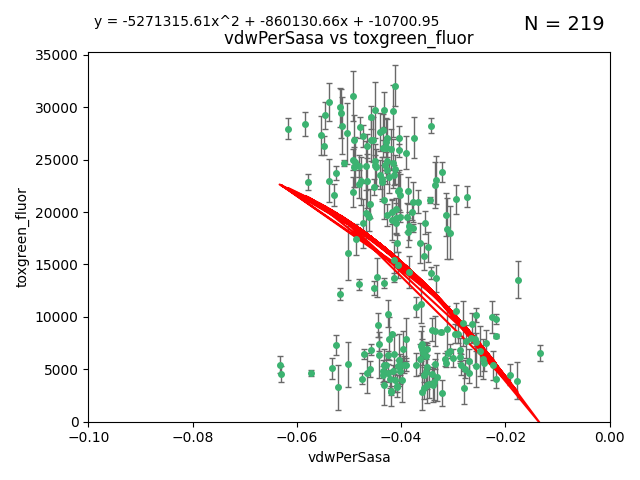 y = -5271315.61x^2 + -860130.66x + -10700.95
N = 219
vdwPerSasa vs toxgreen_fluor
toxgreen_fluor
35000
30000
25000
20000
15000
10000
5000
0
−0.10
−0.08
−0.06
−0.04
−0.02
0.00
vdwPerSasa